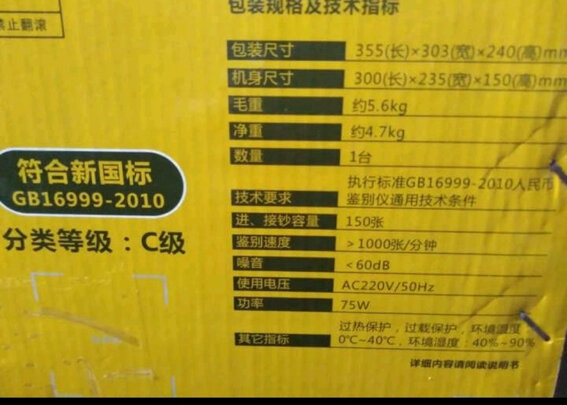 禁止翻滚
包装规格及技术指标
包装尺寸 355(长)×303(宽)×240(高)mm
机身尺寸 300(长)×235(宽)×150(高)mm
毛重 约5.6kg
净重 约4.7kg
数量 1台
符合新国标
GB16999-2010
分类等级：C级
技术要求 执行标准GB16999-2010人民币
鉴别仪通用技术条件
进、接钞容量 150张
鉴别速度 >1000张/分钟
噪音 <60dB
使用电压 AC220V/50Hz
功率 75W
其它指标 过热保护，过载保护，环境温度
0℃~40℃，环境湿度：40%~90%
详细内容请阅读说明书